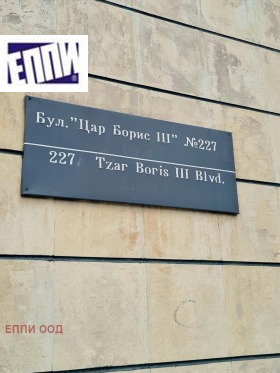 ЕППИ
Бул."Цар Борис III" №227
227 Tzar Boris III Blvd.
ЕППИ ООД